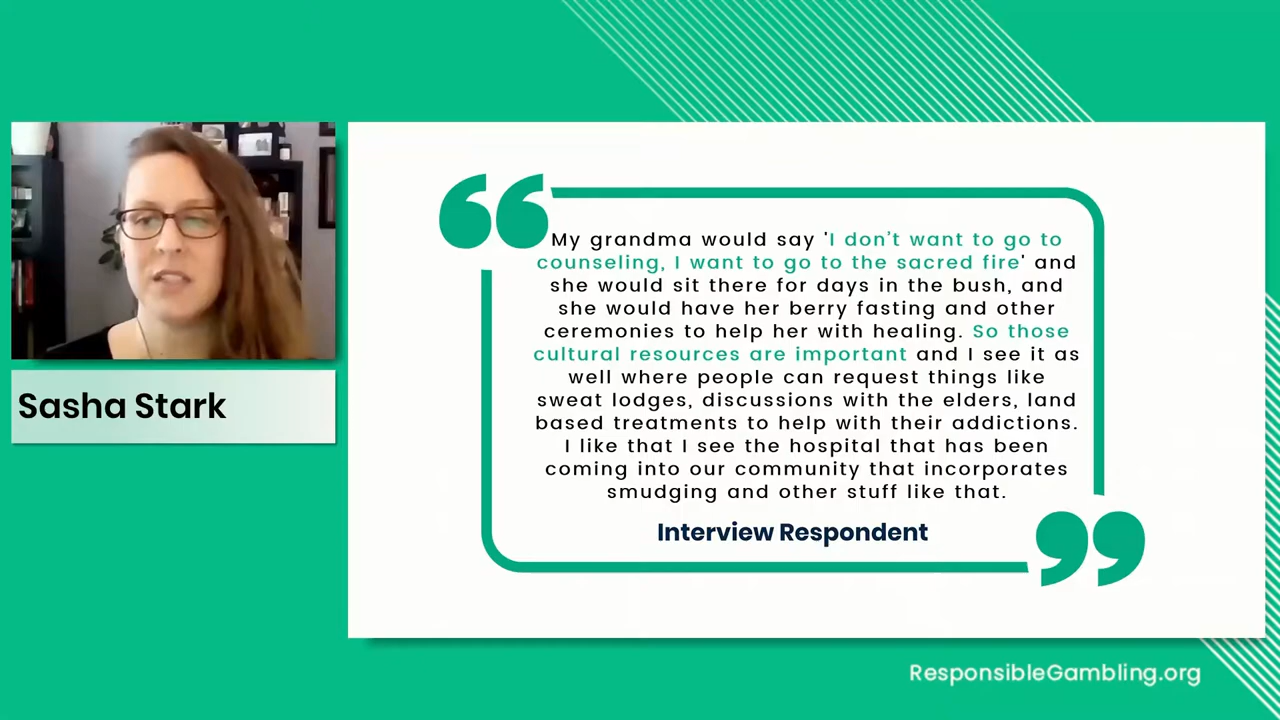 Sasha Stark
My grandma would say 'I don't want to go to
counseling, I want to go to the sacred fire' and
she would sit there for days in the bush, and
she would have her berry fasting and other
ceremonies to help her with healing. So those
cultural resources are important and I see it as
well where people can request things like
sweat lodges, discussions with the elders, land
based treatments to help with their addictions.
I like that I see the hospital that has been
coming into our community that incorporates
smudging and other stuff like that.
Interview Respondent
ResponsibleGambling.org